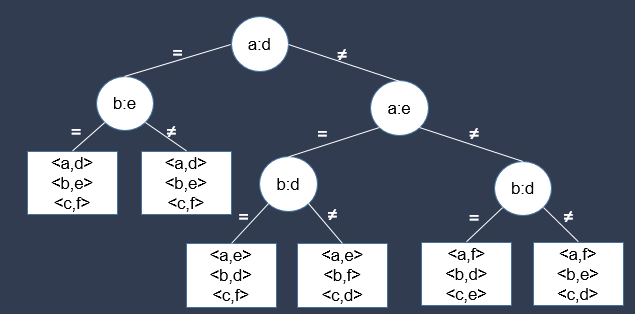 a:d
= ≠
b:e
a:e
= ≠
= ≠
<a,d>
<b,e>
<c,f>
<a,d>
<b,e>
<c,f>
b:d
b:d
= ≠
= ≠
<a,e>
<b,d>
<c,f>
<a,e>
<b,f>
<c,d>
<a,f>
<b,d>
<c,e>
<a,f>
<b,e>
<c,d>